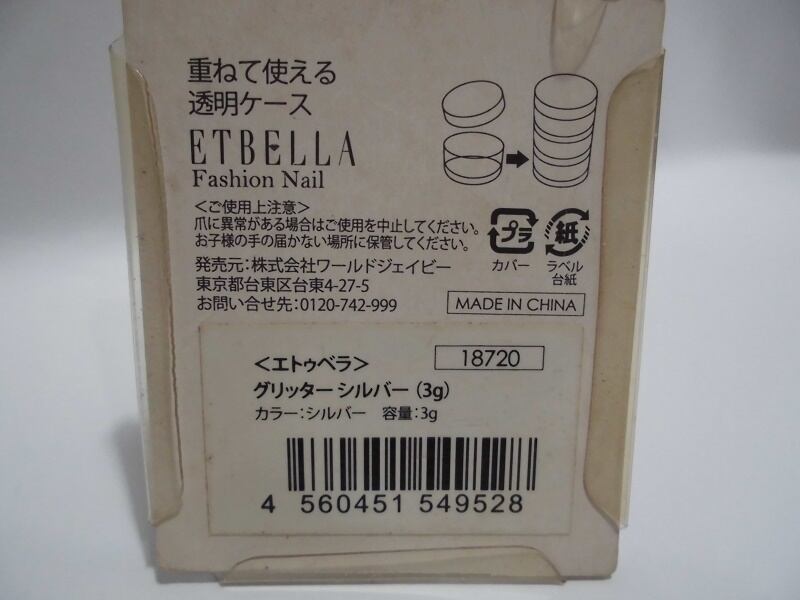 重ねて使える
透明ケース
ETBELLA
Fashion Nail
＜ご使用上注意＞
爪に異常がある場合はご使用を中止してください。
お子様の手の届かない場所に保管してください。
プラ
紙
カバー
ラベル
台紙
発売元：株式会社ワールドジェイビー
東京都台東区台東4-27-5
お問い合せ先：0120-742-999
MADE IN CHINA
＜エトゥベラ＞
18720
グリッター シルバー（3g）
カラー：シルバー 容量：3g
4 560451 549528